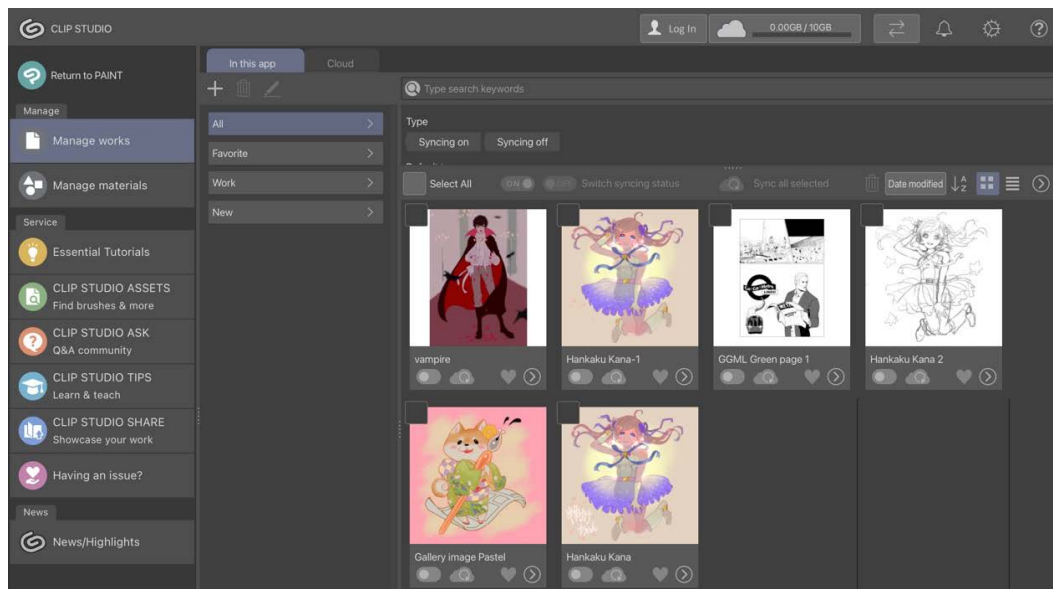 CLIP STUDIO
Log In
0.00GB / 10GB
Return to PAINT
Manage
Manage works
Manage materials
Service
Essential Tutorials
CLIP STUDIO ASSETS
Find brushes & more
CLIP STUDIO ASK
Q&A community
CLIP STUDIO TIPS
Learn & teach
CLIP STUDIO SHARE
Showcase your work
Having an issue?
News
News/Highlights
In this app
Cloud
All
Favorite
Work
New
Type search keywords
Type
Syncing on
Syncing off
Select All
ON
OFF
Switch syncing status
Sync all selected
Date modified
vampire
Hankaku Kana-1
GGML Green page 1
Hankaku Kana 2
Gallery image Pastel
Hankaku Kana